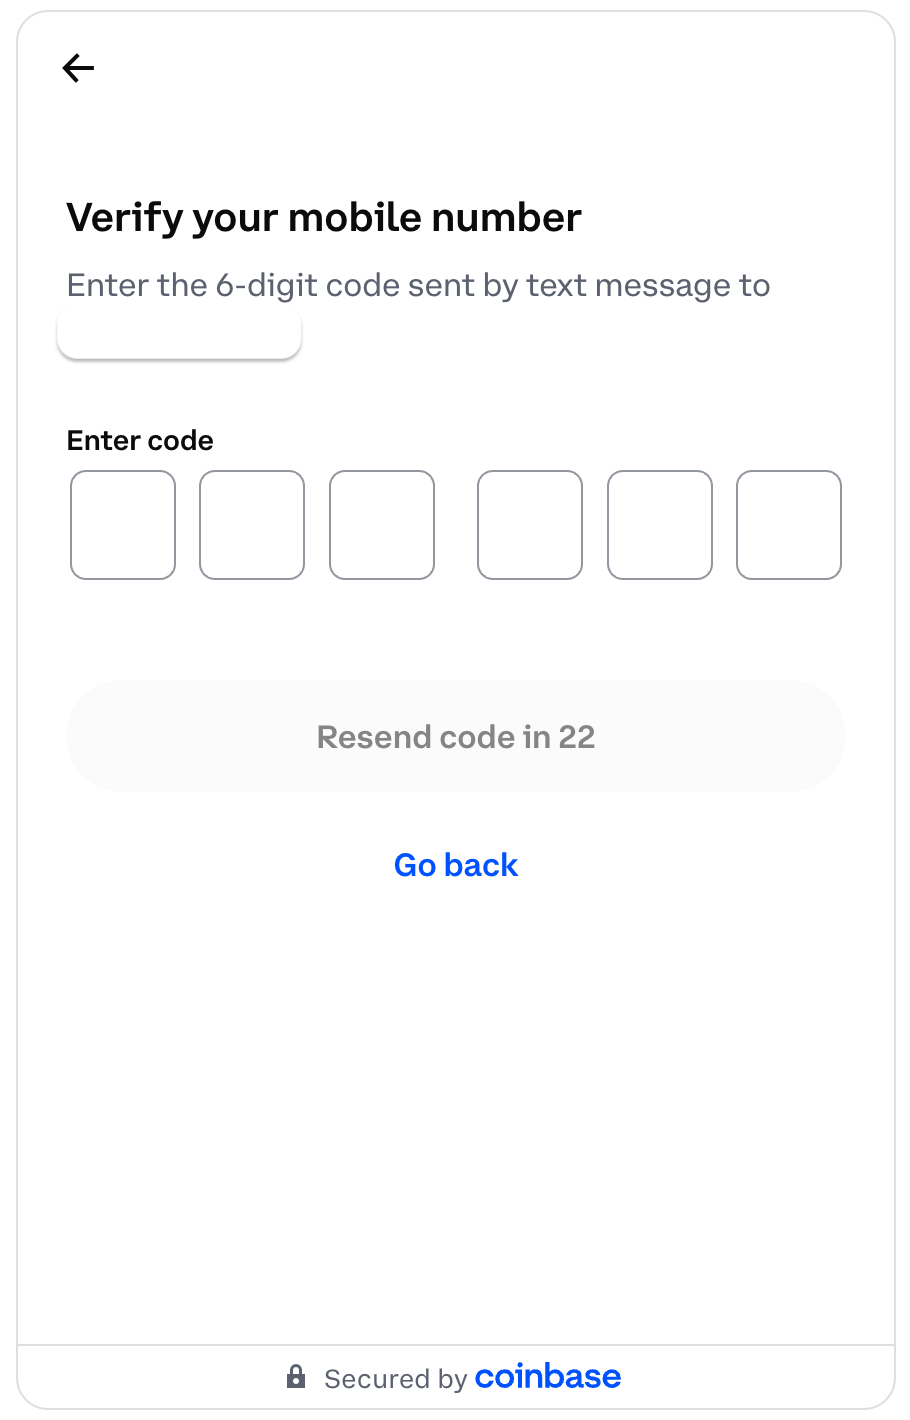 Verify your mobile number
Enter the 6-digit code sent by text message to
Enter code
Resend code in 22
Go back
Secured by coinbase